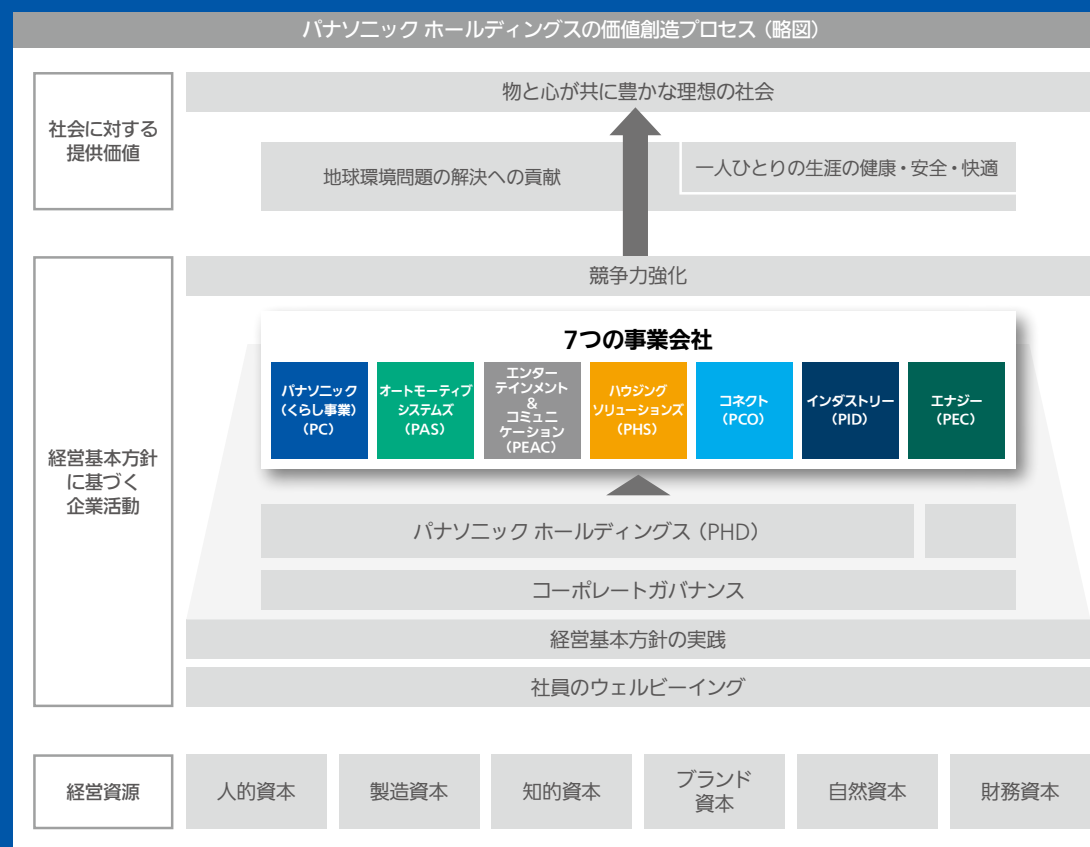 パナソニック ホールディングスの価値創造プロセス（略図）
社会に対する
提供価値
物と心が共に豊かな理想の社会
地球環境問題の解決への貢献
一人ひとりの生涯の健康・安全・快適
経営基本方針
に基づく
企業活動
競争力強化
7つの事業会社
パナソニック
（くらし事業）
（PC）
オートモーティブ
システムズ
（PAS）
エンター
テインメント
&
コミュニ
ケーション
（PEAC）
ハウジング
ソリューションズ
（PHS）
コネクト
（PCO）
インダストリー
（PID）
エナジー
（PEC）
パナソニック ホールディングス（PHD）
コーポレートガバナンス
経営基本方針の実践
社員のウェルビーイング
経営資源
人的資本
製造資本
知的資本
ブランド
資本
自然資本
財務資本